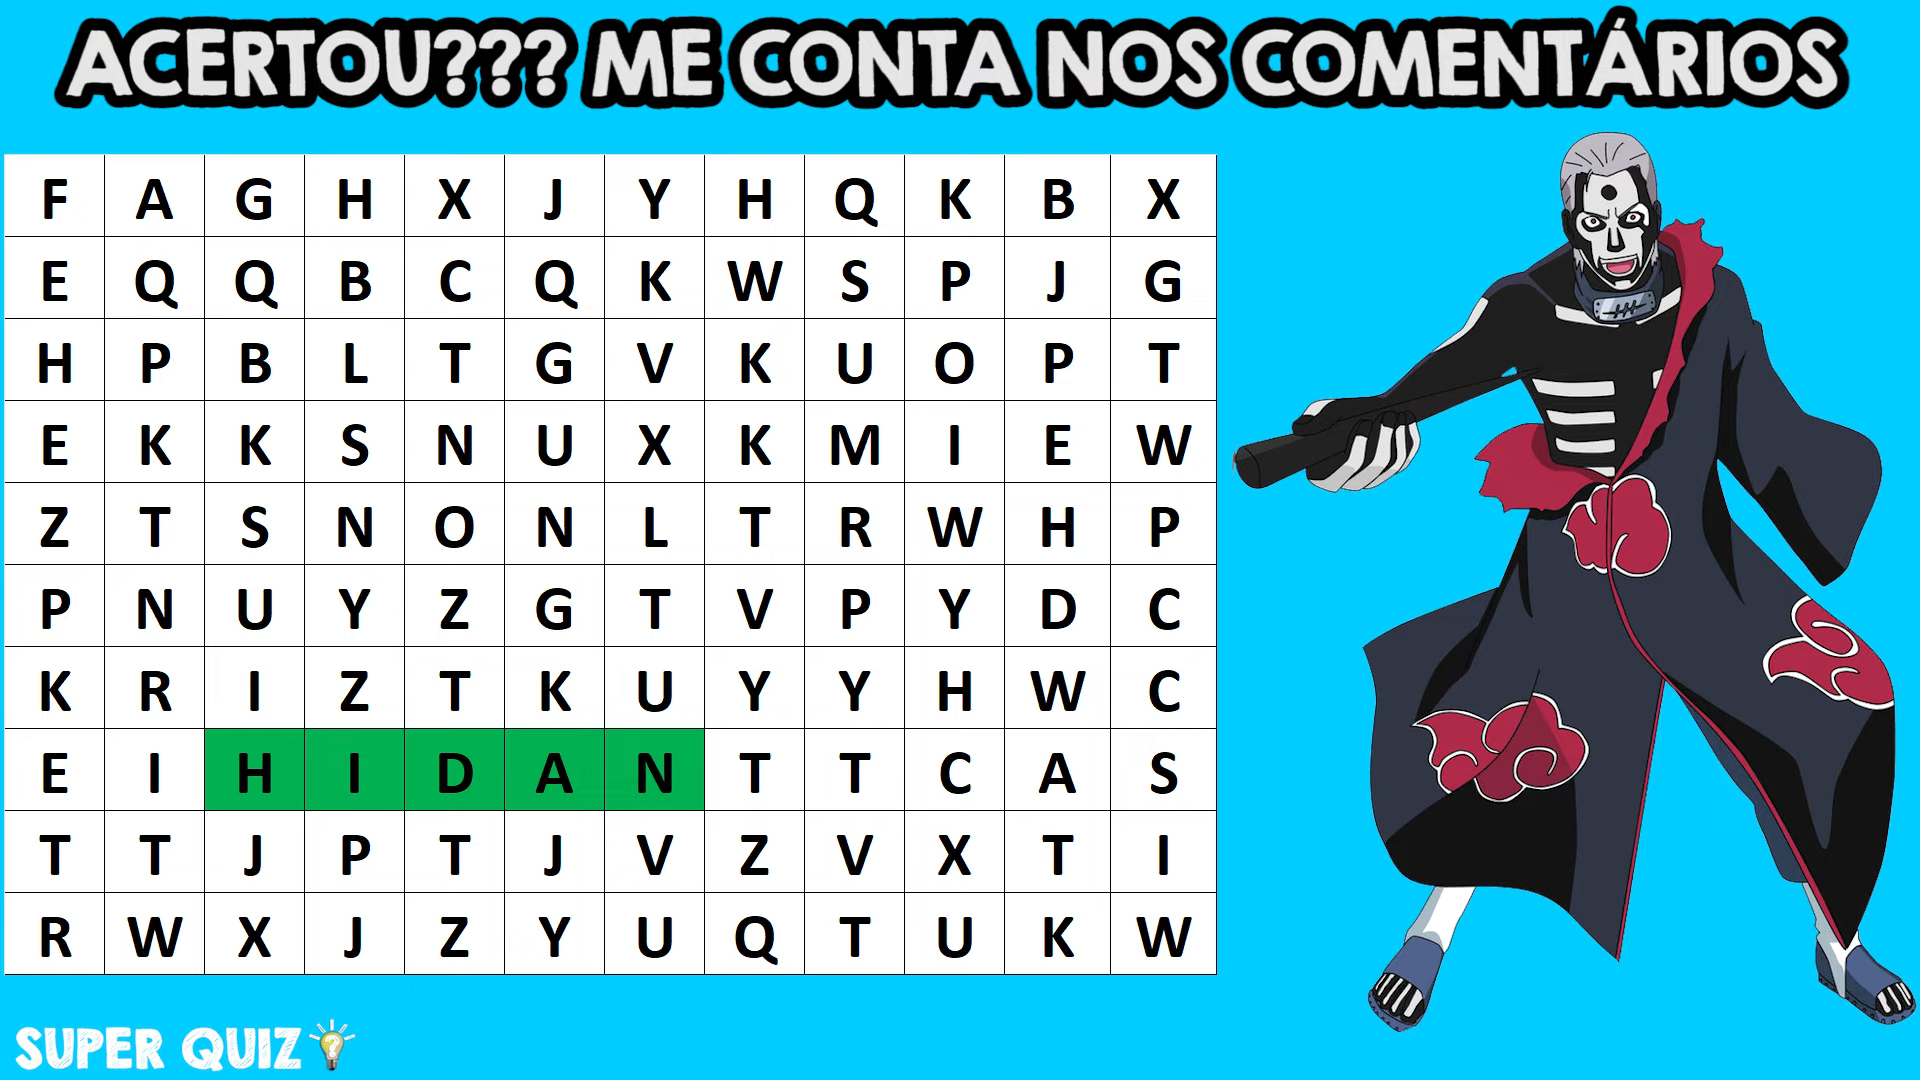 ACERTOU??? ME CONTA NOS COMENTÁRIOS
F A G H X J Y H Q K B X
E Q Q B C Q K W S P J G
H P B L T G V K U O P T
E K K S N U X K M I E W
Z T S N O N L T R W H P
P N U Y Z G T V P Y D C
K R I Z T K U Y Y H W C
E I H I D A N T T C A S
T T J P T J V Z V X T I
R W X J Z Y U Q T U K W
SUPER QUIZ